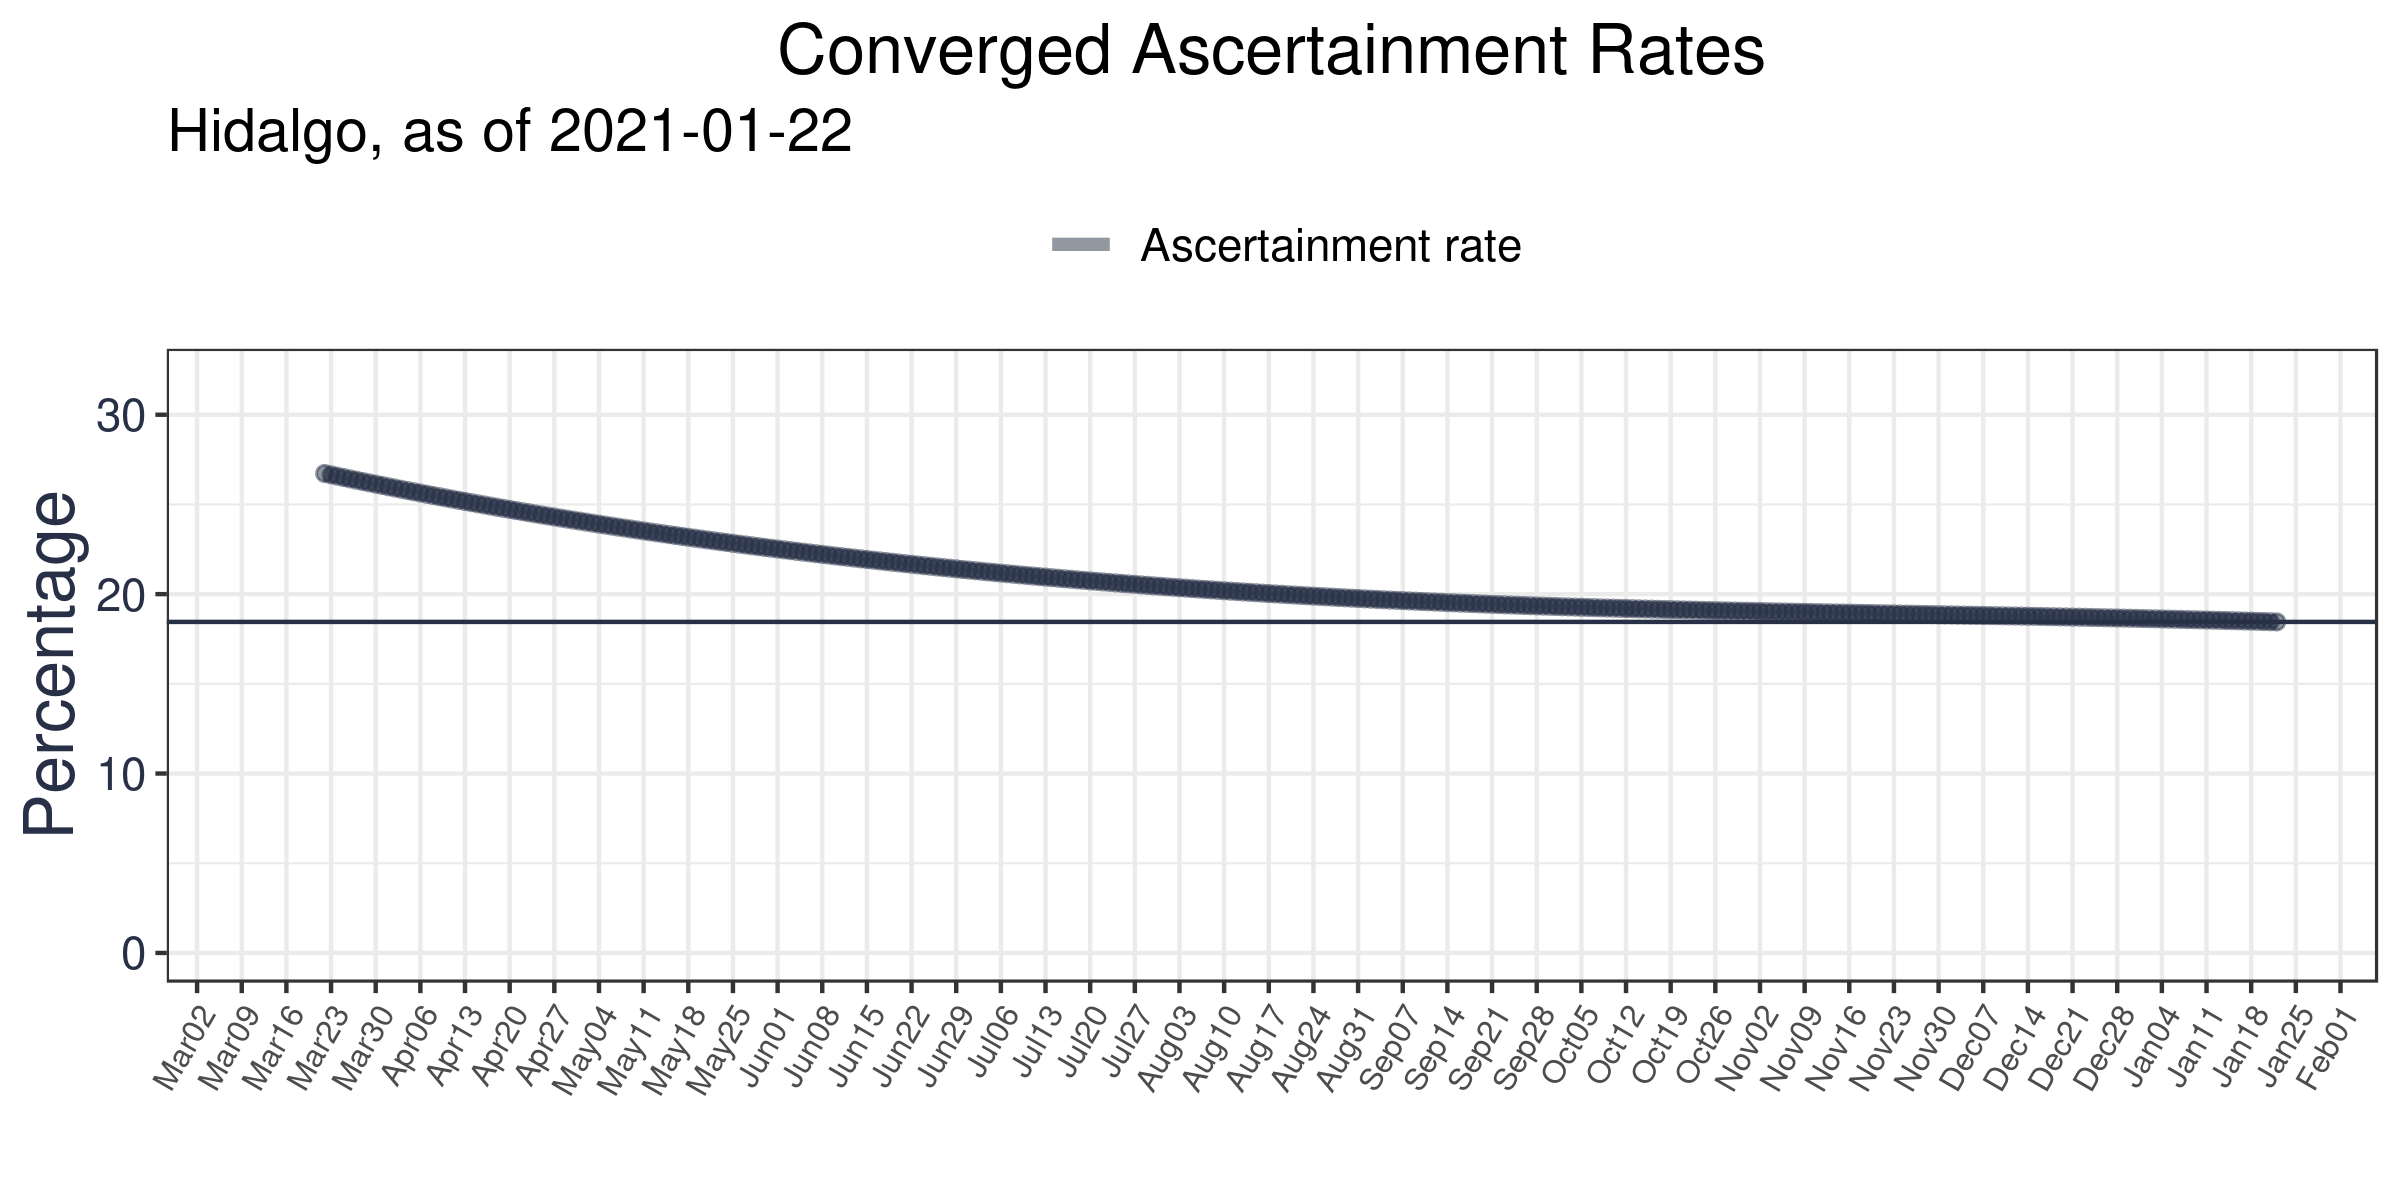 Converged Ascertainment Rates
Hidalgo, as of 2021-01-22
Ascertainment rate
Percentage
30
20
10
0
Mar02 Mar09 Mar16 Mar23 Mar30 Apr06 Apr13 Apr20 Apr27 May04 May11 May18 May25 Jun01 Jun08 Jun15 Jun22 Jun29 Jul06 Jul13 Jul20 Jul27 Aug03 Aug10 Aug17 Aug24 Aug31 Sep07 Sep14 Sep21 Sep28 Oct05 Oct12 Oct19 Oct26 Nov02 Nov09 Nov16 Nov23 Nov30 Dec07 Dec14 Dec21 Dec28 Jan04 Jan11 Jan18 Jan25 Feb01